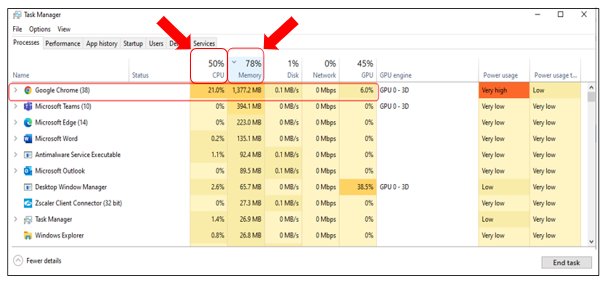 Task Manager
File Options View
Processes Performance App history Startup Users De Services
50% 78% 1% 0% 45%
Name Status CPU Memory Disk Network GPU GPU engine Power usage Power usage t...
Google Chrome (38) 21.0% 1,377.2 MB 0.1 MB/s 0 Mbps 6.0% GPU 0 - 3D Very high Low
Microsoft Teams (10) 0% 394.1 MB 0 MB/s 0 Mbps 0% GPU 0 - 3D Very low Very low
Microsoft Edge (14) 0% 223.0 MB 0 MB/s 0 Mbps 0% Very low Very low
Microsoft Word 0.2% 135.1 MB 0 MB/s 0 Mbps 0% Very low Very low
Antimalware Service Executable 1.1% 92.4 MB 0.1 MB/s 0 Mbps 0% Very low Very low
Microsoft Outlook 0% 89.5 MB 0.1 MB/s 0 Mbps 0% Very low Very low
Desktop Window Manager 2.6% 65.7 MB 0 MB/s 0 Mbps 38.5% GPU 0 - 3D Low Very low
Zscaler Client Connector (32 bit) 0% 27.3 MB 0.1 MB/s 0 Mbps 0% Very low Very low
Task Manager 1.4% 26.9 MB 0 MB/s 0 Mbps 0% Low Very low
Windows Explorer 0.8% 26.8 MB 0 MB/s 0 Mbps 0% Very low Very low
Fewer details End task